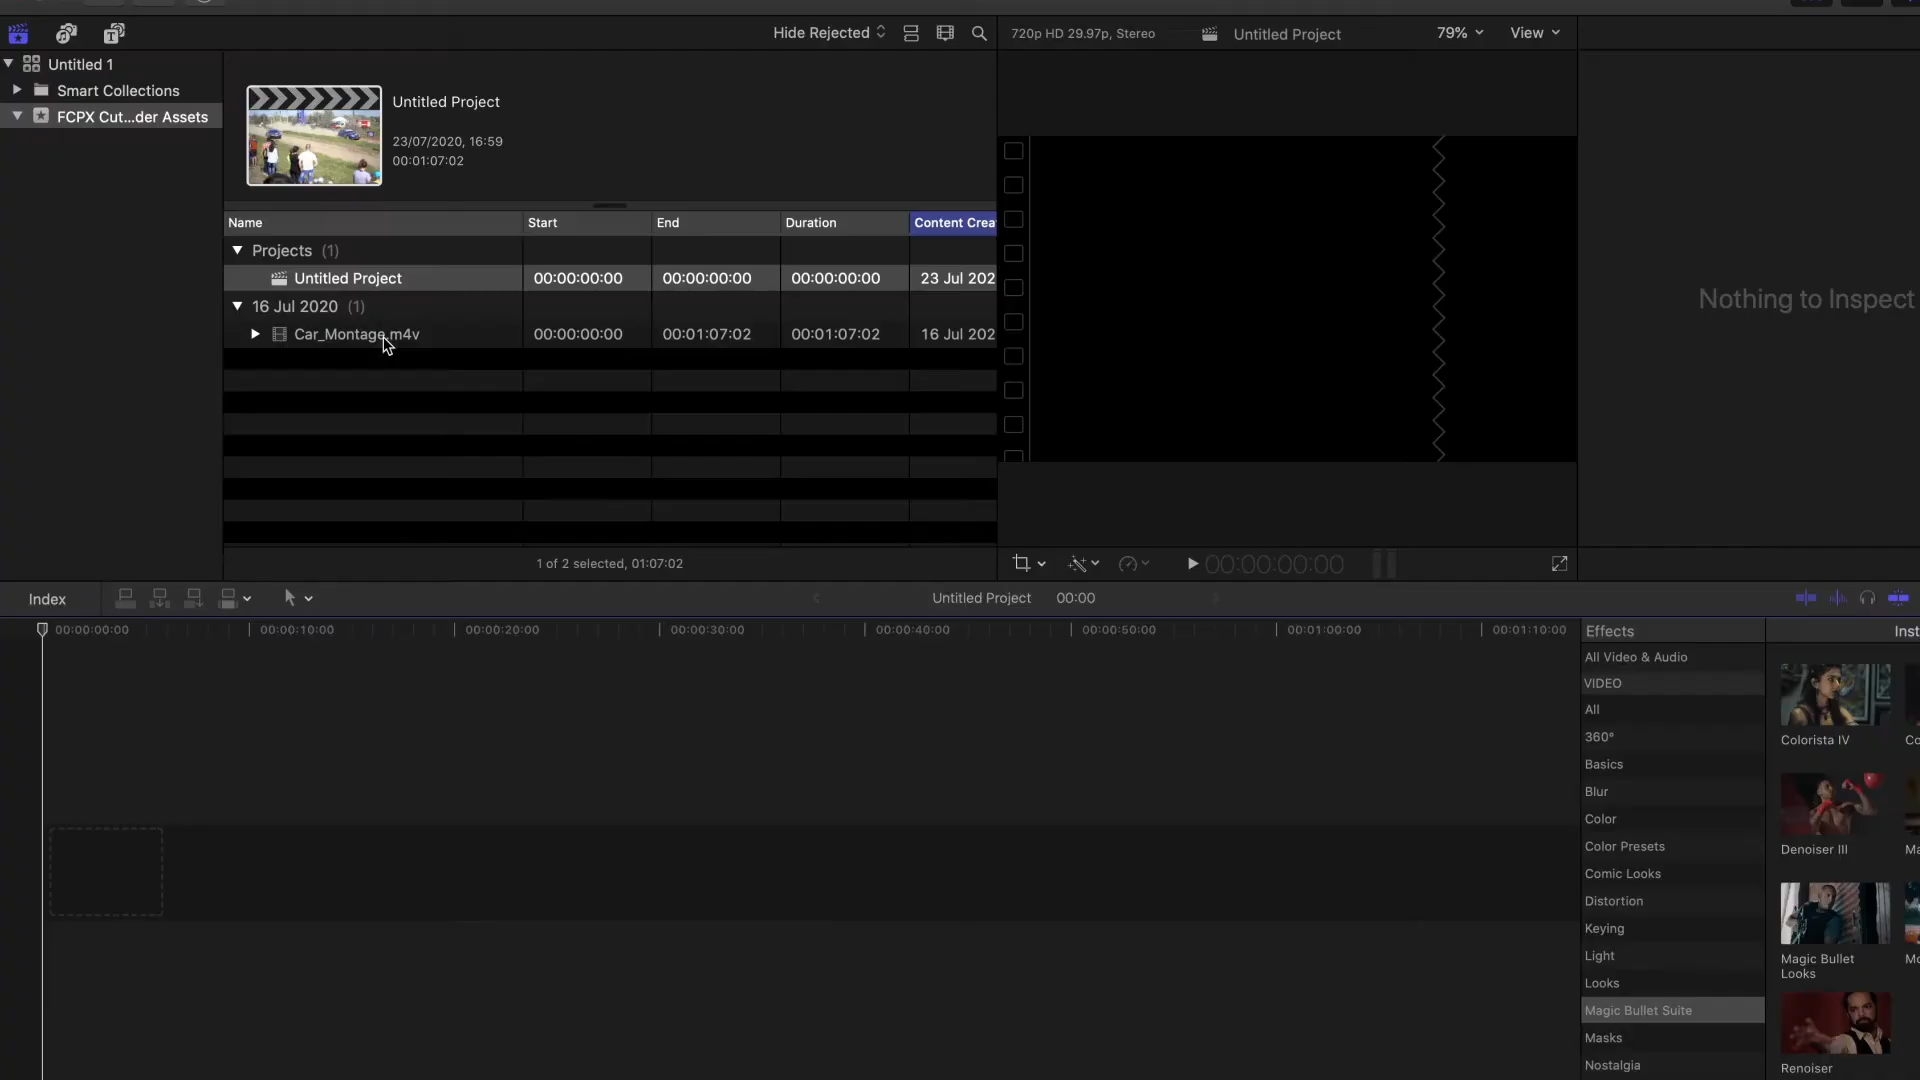 Hide Rejected
720p HD 29.97p, Stereo
Untitled Project
79%
View
Untitled 1
Smart Collections
FCPX Cut...der Assets
Untitled Project
23/07/2020, 16:59
00:01:07:02
Name Start End Duration Content Crea
Projects (1)
Untitled Project 00:00:00:00 00:00:00:00 00:00:00:00 23 Jul 202
16 Jul 2020 (1)
Car_Montage.m4v 00:00:00:00 00:01:07:02 00:01:07:02 16 Jul 202
Nothing to Inspect
1 of 2 selected, 01:07:02
00:00:00:00
Index
Untitled Project 00:00
00:00:00:00 00:00:10:00 00:00:20:00 00:00:30:00 00:00:40:00 00:00:50:00 00:01:00:00 00:01:10:00
Effects
Inst
All Video & Audio
VIDEO
All
360°
Basics
Blur
Color
Color Presets
Comic Looks
Distortion
Keying
Light
Looks
Magic Bullet Suite
Masks
Nostalgia
Colorista IV
Co
Denoiser III
Ma
Magic Bullet
Looks
Mo
Renoiser